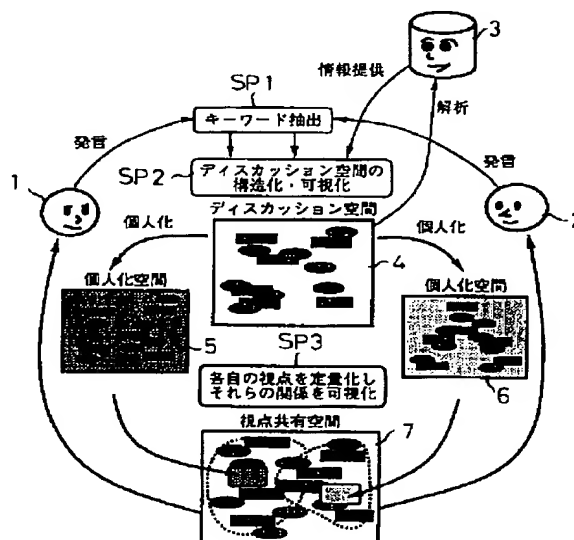 3
情報提供
SP1
キーワード抽出
解析
発言
発言
1
SP2
ディスカッション空間の
構造化・可視化
2
ディスカッション空間
個人化
個人化
4
個人化空間
個人化空間
5
6
SP3
各自の視点を定量化し
それらの関係を可視化
視点共有空間
7